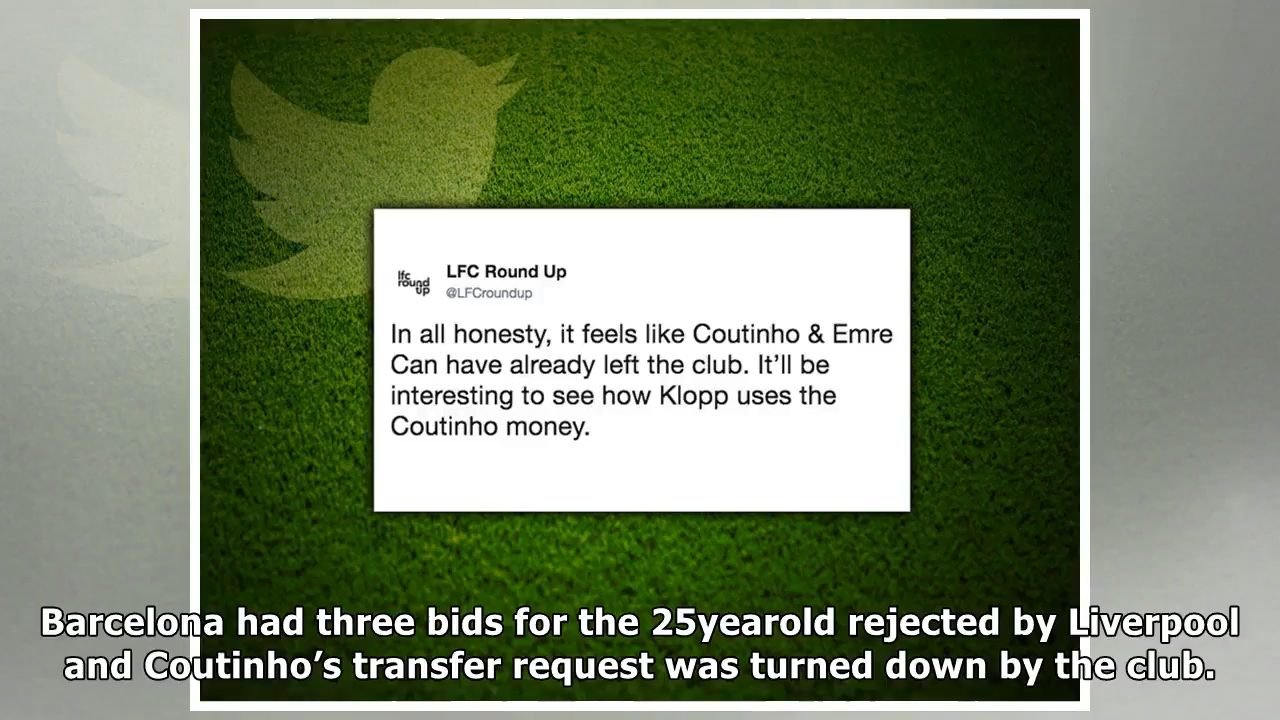 lfc
round
up
LFC Round Up
@LFCroundup
In all honesty, it feels like Coutinho & Emre
Can have already left the club. It’ll be
interesting to see how Klopp uses the
Coutinho money.
Barcelona had three bids for the 25yearold rejected by Liverpool
and Coutinho’s transfer request was turned down by the club.